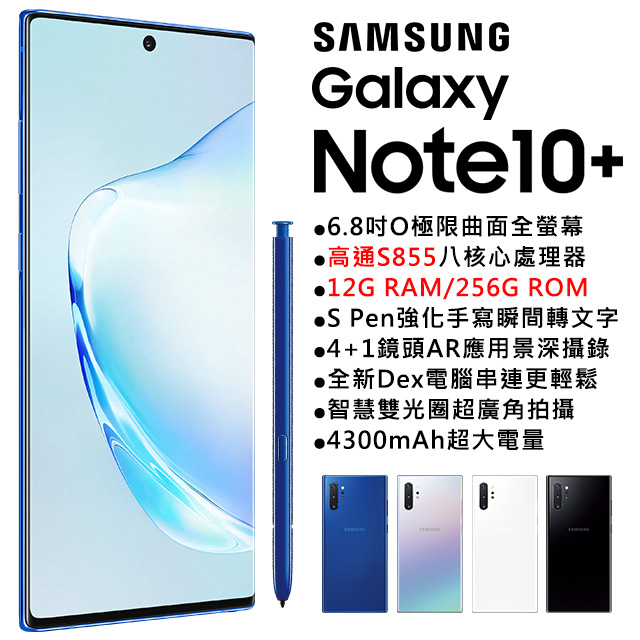 SAMSUNG
Galaxy
Note10+
●6.8吋O極限曲面全螢幕
●高通S855八核心處理器
●12G RAM/256G ROM
●S Pen強化手寫瞬間轉文字
●4+1鏡頭AR應用景深攝錄
●全新Dex電腦串連更輕鬆
●智慧雙光圈超廣角拍攝
●4300mAh超大電量
SAMSUNG SAMSUNG SAMSUNG SAMSUNG